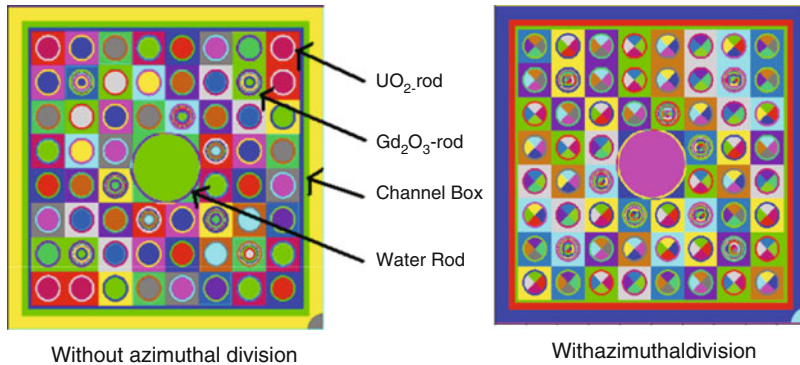 UO₂-rod
Gd₂O₃-rod
Channel Box
Water Rod
Without azimuthal division
Withazimuthaldivision